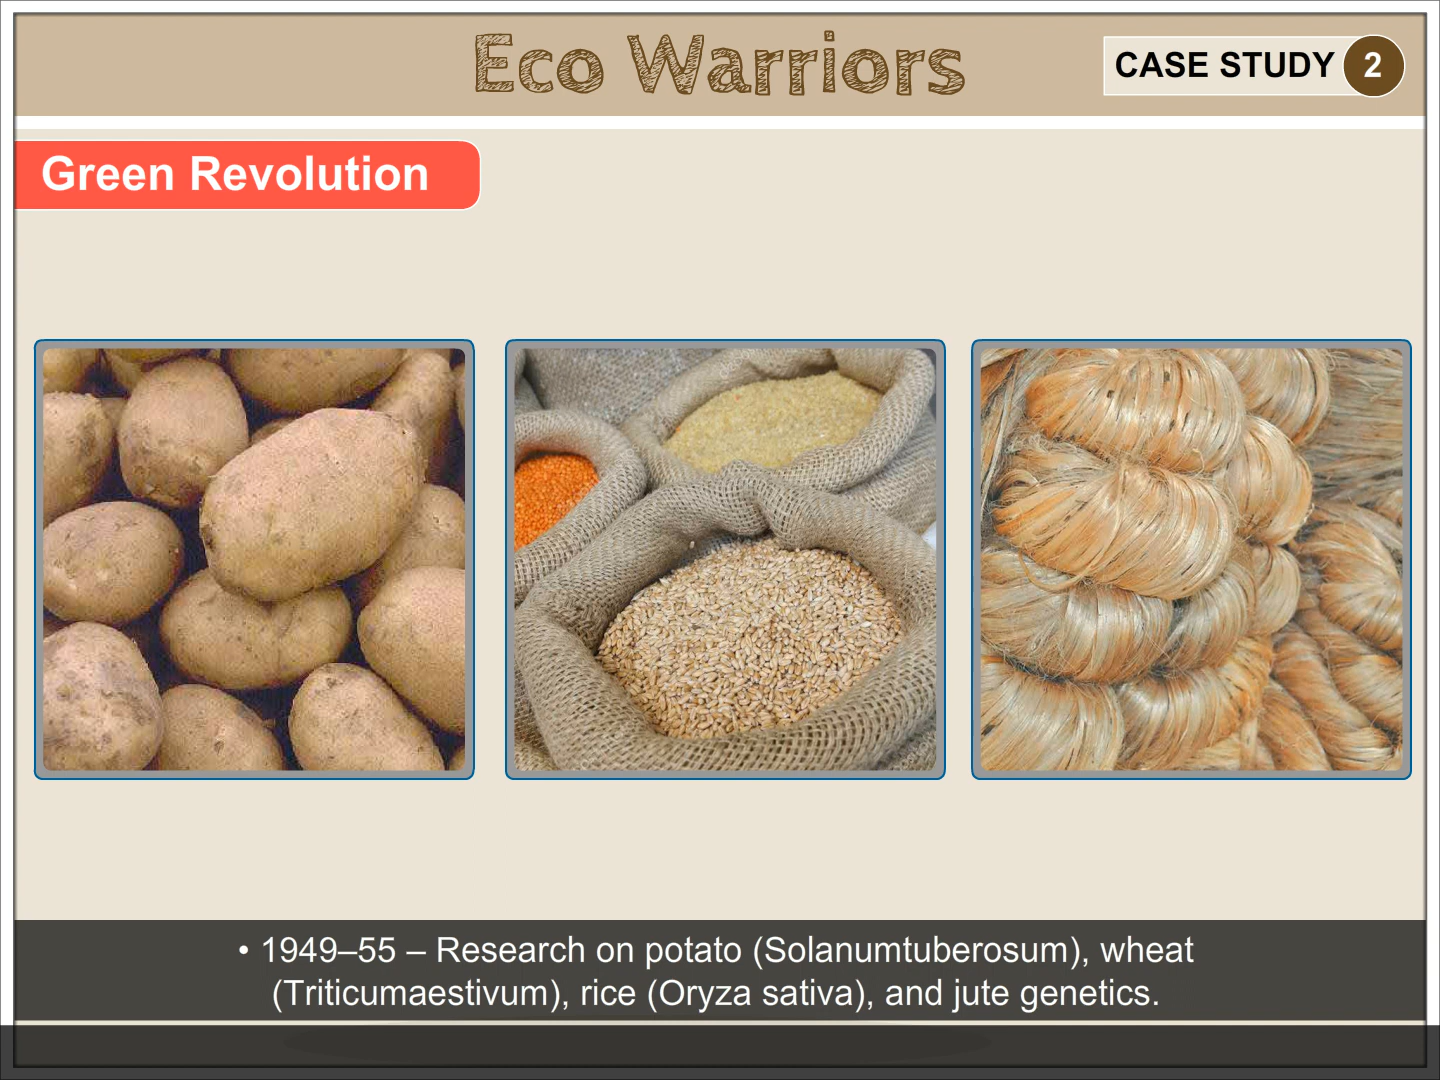 Eco Warriors
CASE STUDY 2
Green Revolution
• 1949–55 – Research on potato (Solanumtuberosum), wheat
(Triticumaestivum), rice (Oryza sativa), and jute genetics.